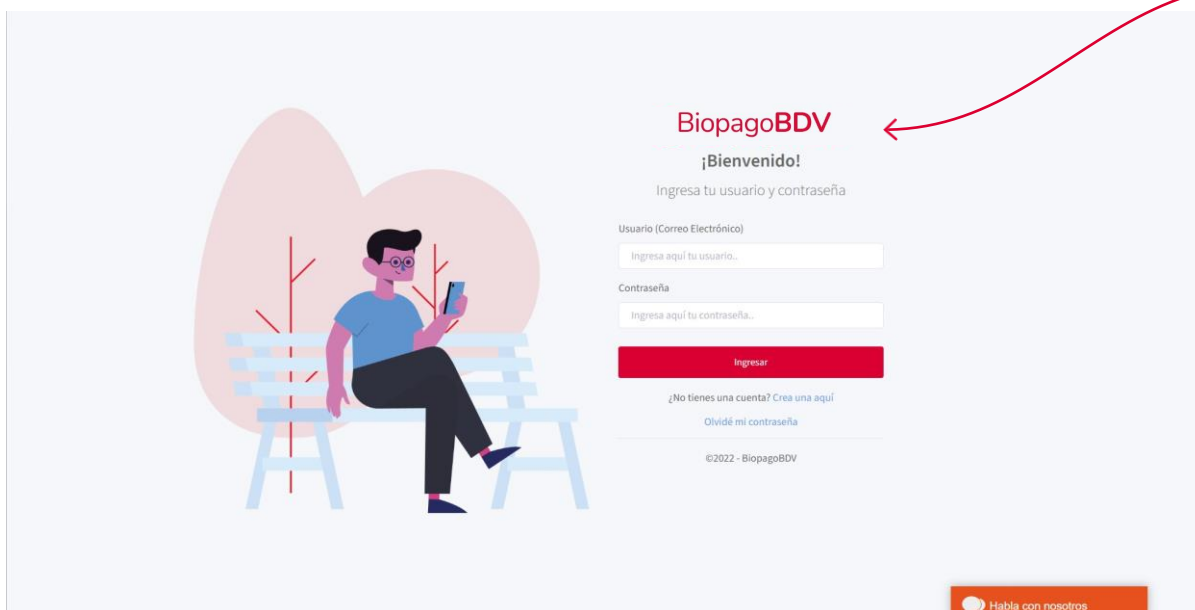 BiopagoBDV
¡Bienvenido!
Ingresa tu usuario y contraseña
Usuario (Correo Electrónico)
Ingresa aquí tu usuario..
Contraseña
Ingresa aquí tu contraseña..
Ingresar
¿No tienes una cuenta? Crea una aquí
Olvidé mi contraseña
©2022 - BiopagoBDV
Habla con nosotros